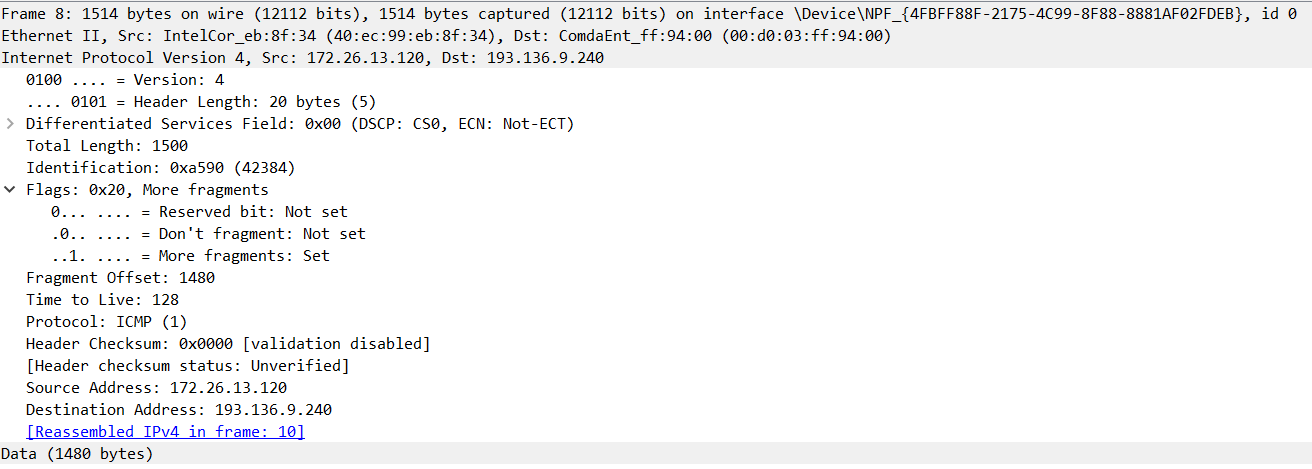 Frame 8: 1514 bytes on wire (12112 bits), 1514 bytes captured (12112 bits) on interface \Device\NPF_{4FBFF88F-2175-4C99-8F88-8881AF02FDEB}, id 0
Ethernet II, Src: IntelCor_eb:8f:34 (40:ec:99:eb:8f:34), Dst: ComdaEnt_ff:94:00 (00:d0:03:ff:94:00)
Internet Protocol Version 4, Src: 172.26.13.120, Dst: 193.136.9.240
0100 .... = Version: 4
.... 0101 = Header Length: 20 bytes (5)
Differentiated Services Field: 0x00 (DSCP: CS0, ECN: Not-ECT)
Total Length: 1500
Identification: 0xa590 (42384)
Flags: 0x20, More fragments
0... .... = Reserved bit: Not set
.0.. .... = Don't fragment: Not set
..1. .... = More fragments: Set
Fragment Offset: 1480
Time to Live: 128
Protocol: ICMP (1)
Header Checksum: 0x0000 [validation disabled]
[Header checksum status: Unverified]
Source Address: 172.26.13.120
Destination Address: 193.136.9.240
[Reassembled IPv4 in frame: 10]
Data (1480 bytes)